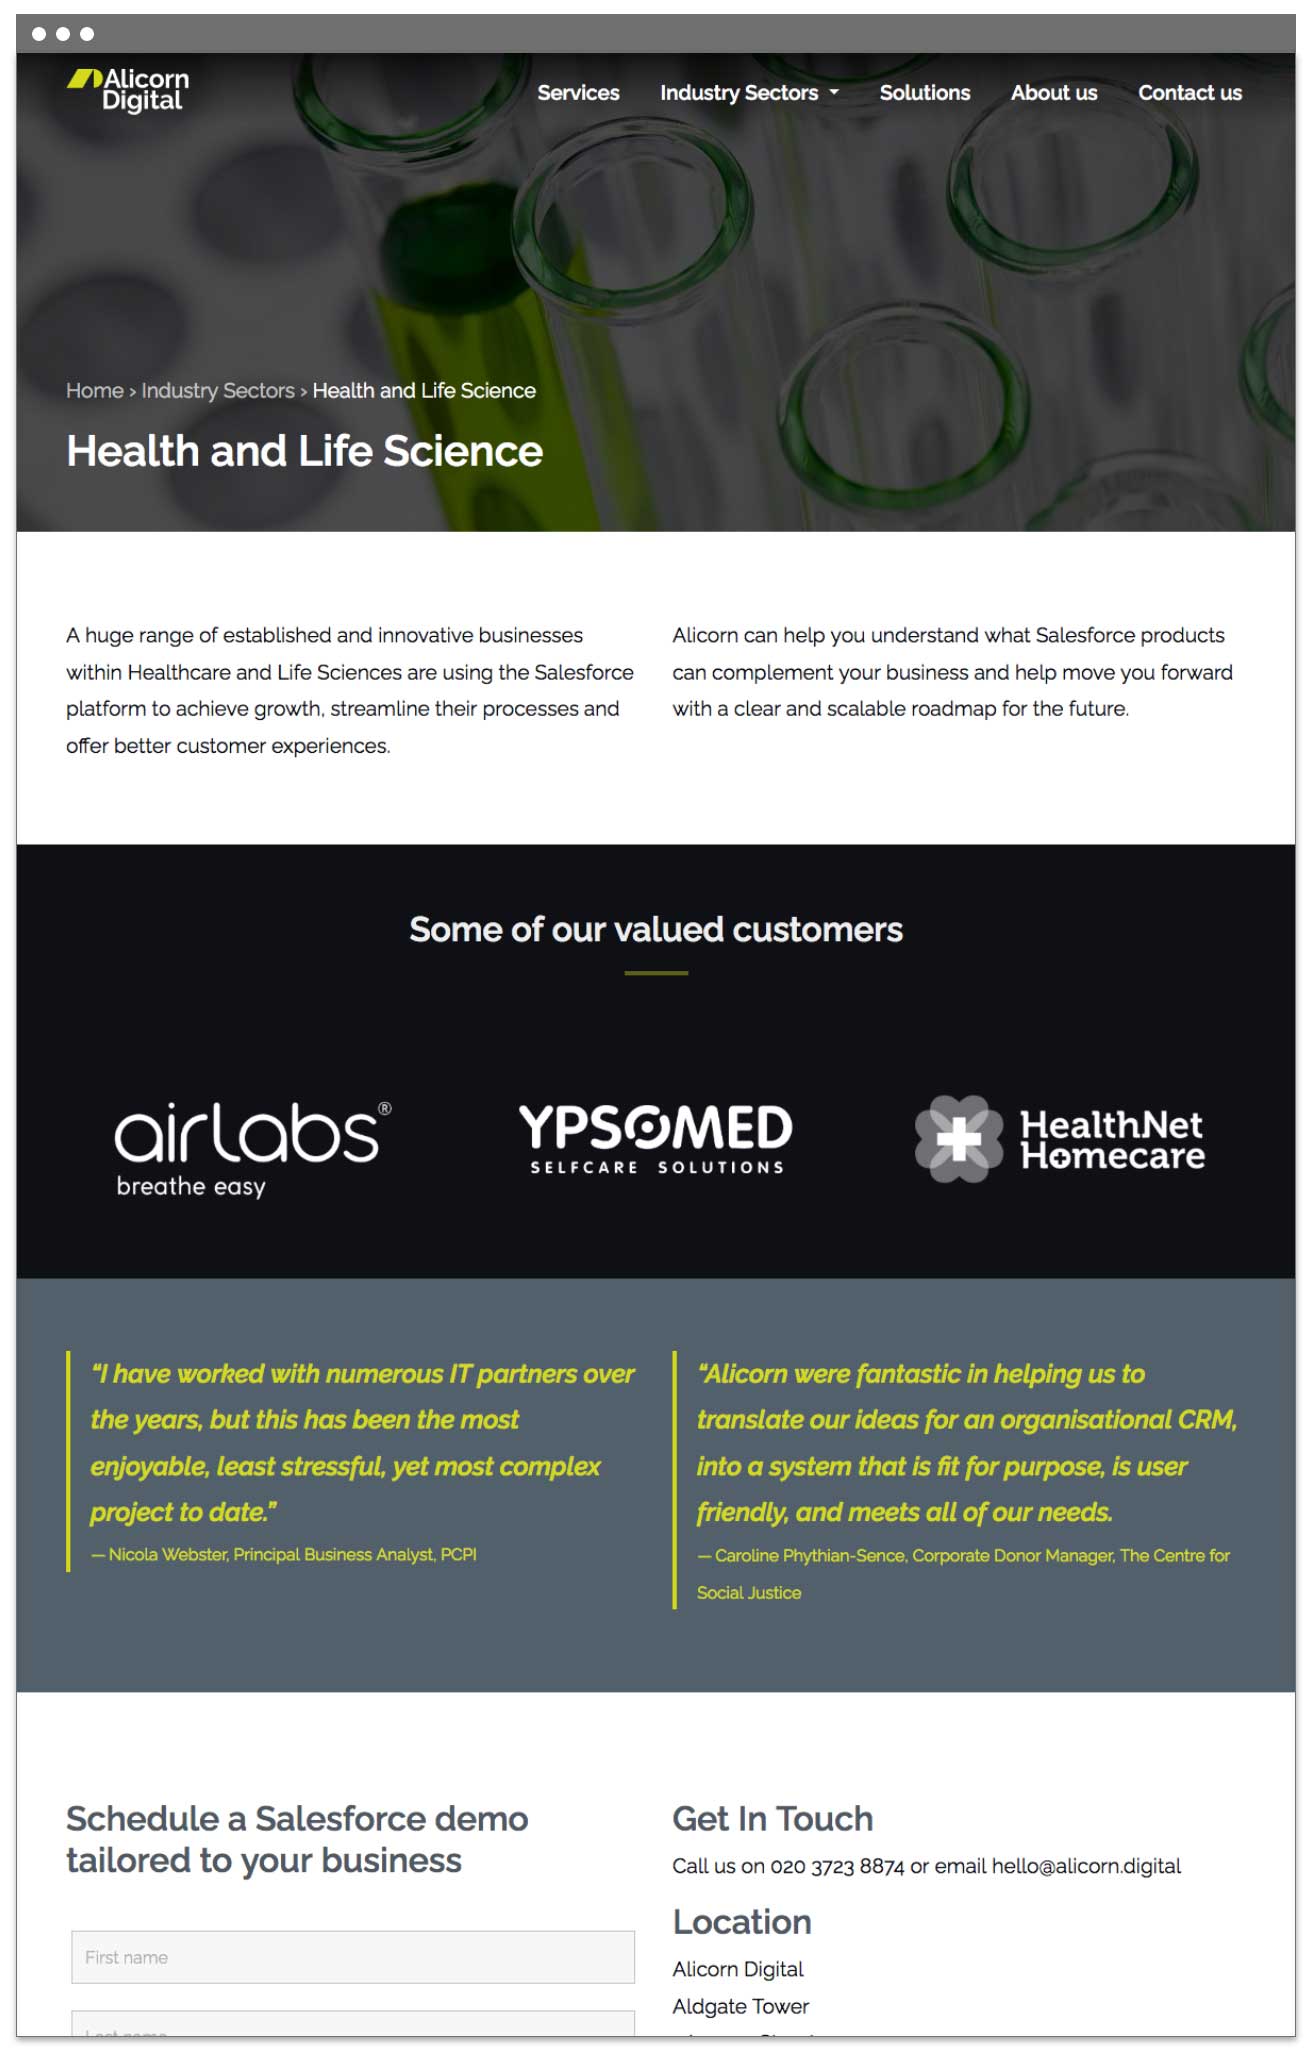 Alicorn
Digital
Services
Industry Sectors
Solutions
About us
Contact us
Home › Industry Sectors › Health and Life Science
Health and Life Science
A huge range of established and innovative businesses
within Healthcare and Life Sciences are using the Salesforce
platform to achieve growth, streamline their processes and
offer better customer experiences.
Alicorn can help you understand what Salesforce products
can complement your business and help move you forward
with a clear and scalable roadmap for the future.
Some of our valued customers
airlabs®
breathe easy
YPSOMED
SELFCARE SOLUTIONS
HealthNet
Homecare
“I have worked with numerous IT partners over
the years, but this has been the most
enjoyable, least stressful, yet most complex
project to date.”
— Nicola Webster, Principal Business Analyst, PCPI
“Alicorn were fantastic in helping us to
translate our ideas for an organisational CRM,
into a system that is fit for purpose, is user
friendly, and meets all of our needs.
— Caroline Phythian-Sence, Corporate Donor Manager, The Centre for
Social Justice
Schedule a Salesforce demo
tailored to your business
First name
Last name
Get In Touch
Call us on 020 3723 8874 or email hello@alicorn.digital
Location
Alicorn Digital
Aldgate Tower